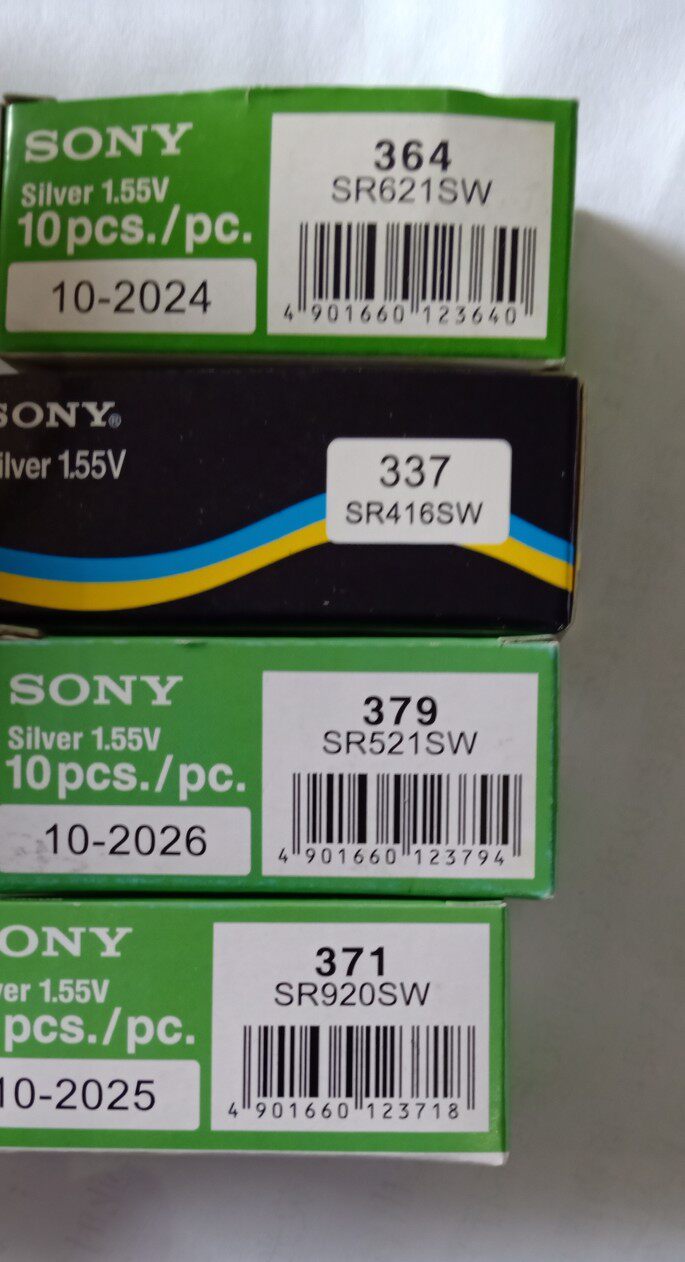 SONY
Silver 1.55V
10pcs./pc.
10-2024
364
SR621SW
4 901660 123640
SONY®
ilver 1.55V
337
SR416SW
SONY
Silver 1.55V
10pcs./pc.
10-2026
379
SR521SW
4 901660 123794
ONY
er 1.55V
pcs./pc.
10-2025
371
SR920SW
4 901660 123718